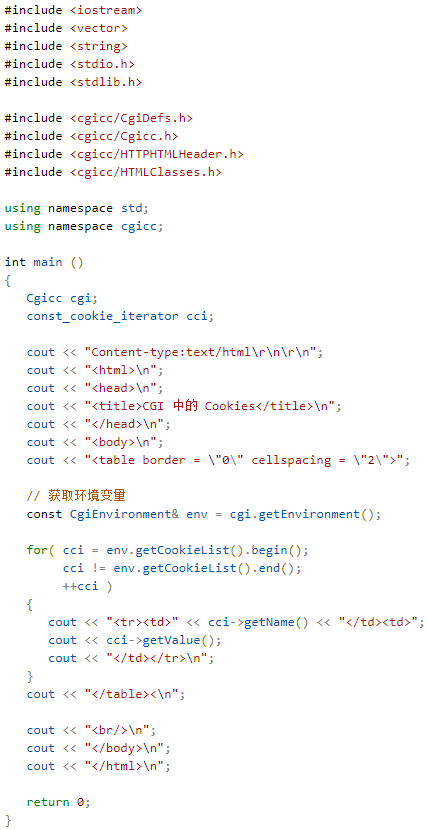 #include <iostream>
#include <vector>
#include <string>
#include <stdio.h>
#include <stdlib.h>

#include <cgicc/CgiDefs.h>
#include <cgicc/Cgicc.h>
#include <cgicc/HTTPHTMLHeader.h>
#include <cgicc/HTMLClasses.h>

using namespace std;
using namespace cgicc;

int main ()
{
   Cgicc cgi;
   const_cookie_iterator cci;

   cout << "Content-type:text/html\r\n\r\n";
   cout << "<html>\n";
   cout << "<head>\n";
   cout << "<title>CGI 中的 Cookies</title>\n";
   cout << "</head>\n";
   cout << "<body>\n";
   cout << "<table border = \"0\" cellspacing = \"2\">";

   // 获取环境变量
   const CgiEnvironment& env = cgi.getEnvironment();

   for( cci = env.getCookieList().begin();
        cci != env.getCookieList().end();
        ++cci )
   {
      cout << "<tr><td>" << cci->getName() << "</td><td>";
      cout << cci->getValue();
      cout << "</td></tr>\n";
   }
   cout << "</table><\n";

   cout << "<br/>\n";
   cout << "</body>\n";
   cout << "</html>\n";

   return 0;
}